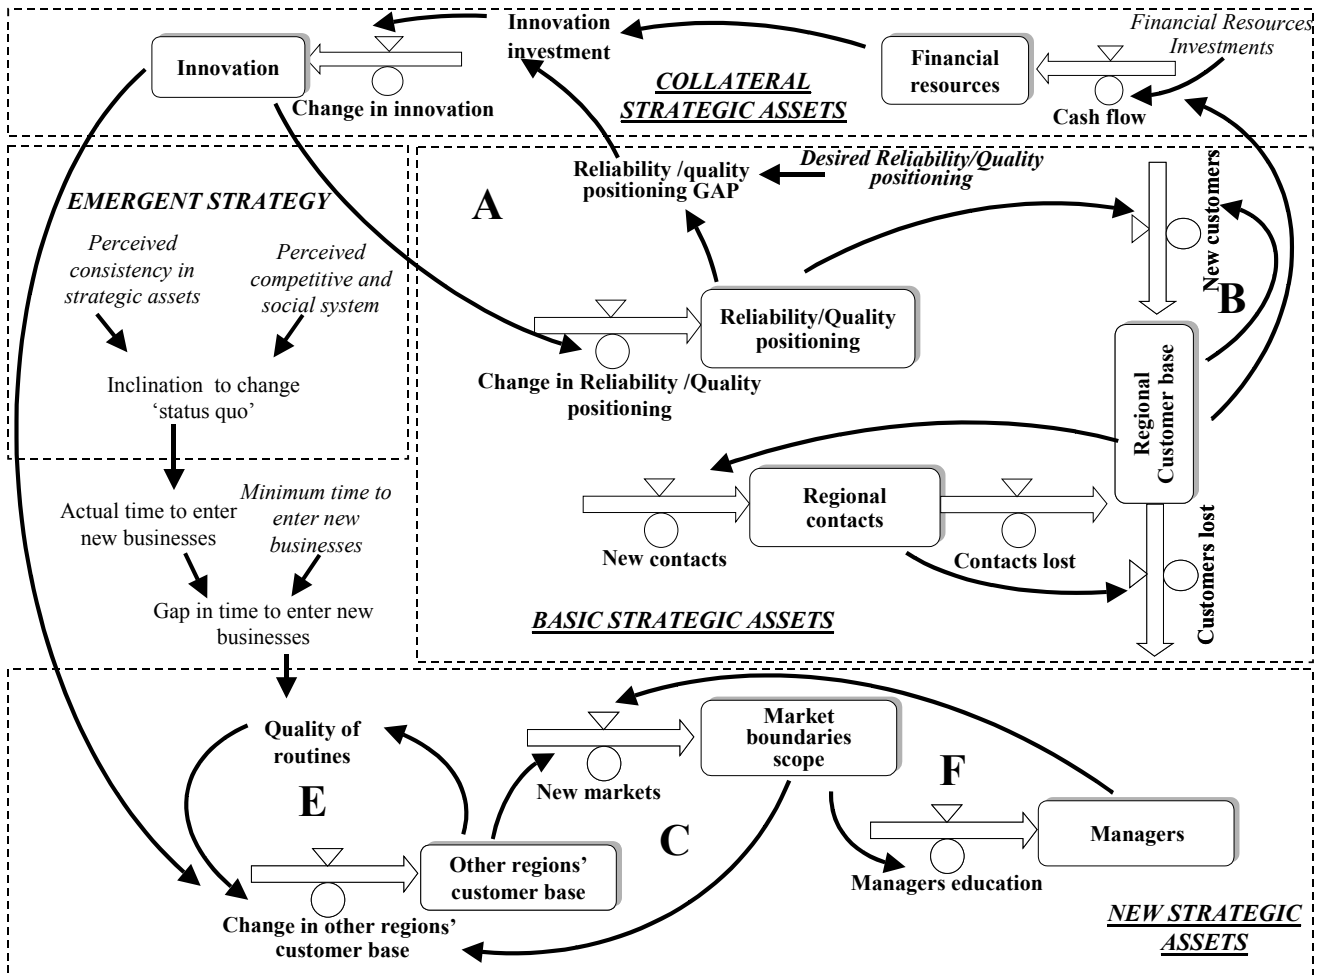 Innovation
Change in innovation
Innovation
investment
COLLATERAL
STRATEGIC ASSETS
Financial
resources
Financial Resources
Investments
Cash flow
EMERGENT STRATEGY
Perceived
consistency in
strategic assets
Perceived
competitive and
social system
Inclination to change
‘status quo’
Actual time to enter
new businesses
Minimum time to
enter new
businesses
Gap in time to enter new
businesses
A
Reliability /quality
positioning GAP
Desired Reliability/Quality
positioning
New customers
B
Reliability/Quality
positioning
Change in Reliability /Quality
positioning
Regional
Customer base
Regional
contacts
New contacts
Contacts lost
Customers lost
BASIC STRATEGIC ASSETS
Quality of
routines
E
New markets
Market
boundaries
scope
C
F
Managers
Managers education
Other regions’
customer base
Change in other regions’
customer base
NEW STRATEGIC
ASSETS